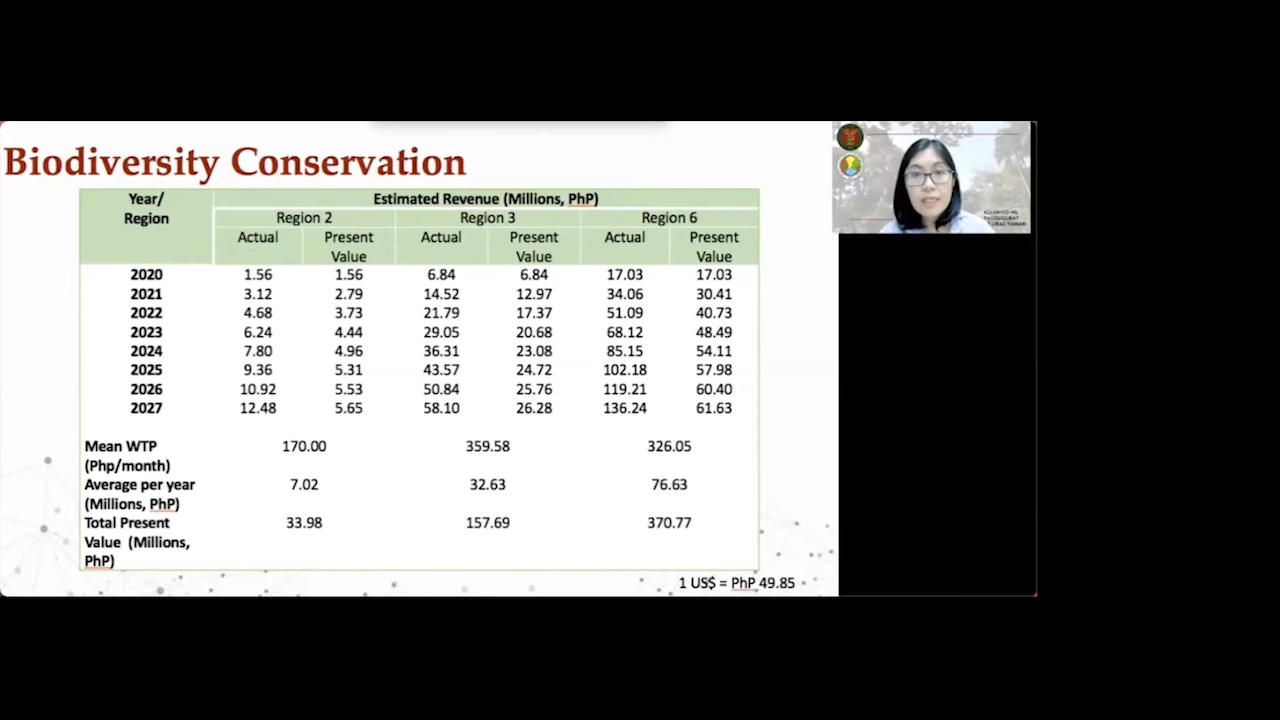 Biodiversity Conservation
Year/ Estimated Revenue (Millions, PhP)
Region Region 2 Region 3 Region 6
Actual Present Actual Present Actual Present
Value Value Value
2020 1.56 1.56 6.84 6.84 17.03 17.03
2021 3.12 2.79 14.52 12.97 34.06 30.41
2022 4.68 3.73 21.79 17.37 51.09 40.73
2023 6.24 4.44 29.05 20.68 68.12 48.49
2024 7.80 4.96 36.31 23.08 85.15 54.11
2025 9.36 5.31 43.57 24.72 102.18 57.98
2026 10.92 5.53 50.84 25.76 119.21 60.40
2027 12.48 5.65 58.10 26.28 136.24 61.63
Mean WTP 170.00 359.58 326.05
(Php/month)
Average per year 7.02 32.63 76.63
(Millions, PhP)
Total Present 33.98 157.69 370.77
Value (Millions,
PhP)
1 US$ = PhP 49.85